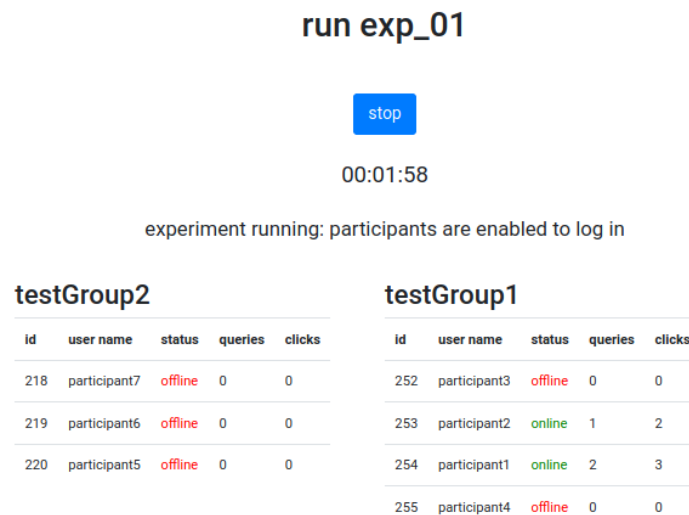 run exp_01
stop
00:01:58
experiment running: participants are enabled to log in
testGroup2
id user name status queries clicks
218 participant7 offline 0 0
219 participant6 offline 0 0
220 participant5 offline 0 0
testGroup1
id user name status queries clicks
252 participant3 offline 0 0
253 participant2 online 1 2
254 participant1 online 2 3
255 participant4 offline 0 0